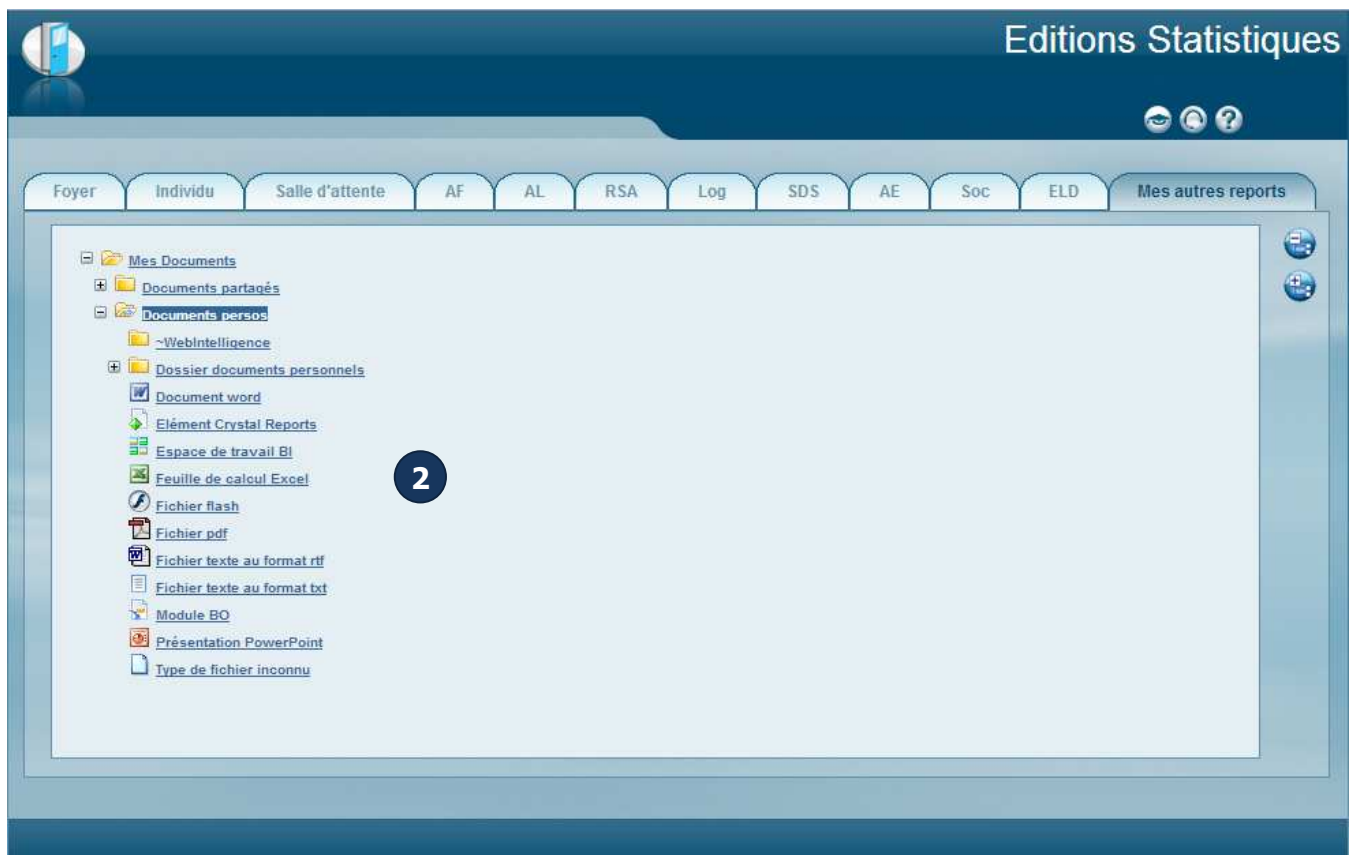 Editions Statistiques
Foyer
Individu
Salle d'attente
AF
AL
RSA
Log
SDS
AE
Soc
ELD
Mes autres reports
Mes Documents
Documents partagés
Documents persos
~WebIntelligence
Dossier documents personnels
Document word
Elément Crystal Reports
Espace de travail BI
Feuille de calcul Excel
2
Fichier flash
Fichier pdf
Fichier texte au format rtf
Fichier texte au format txt
Module BO
Présentation PowerPoint
Type de fichier inconnu